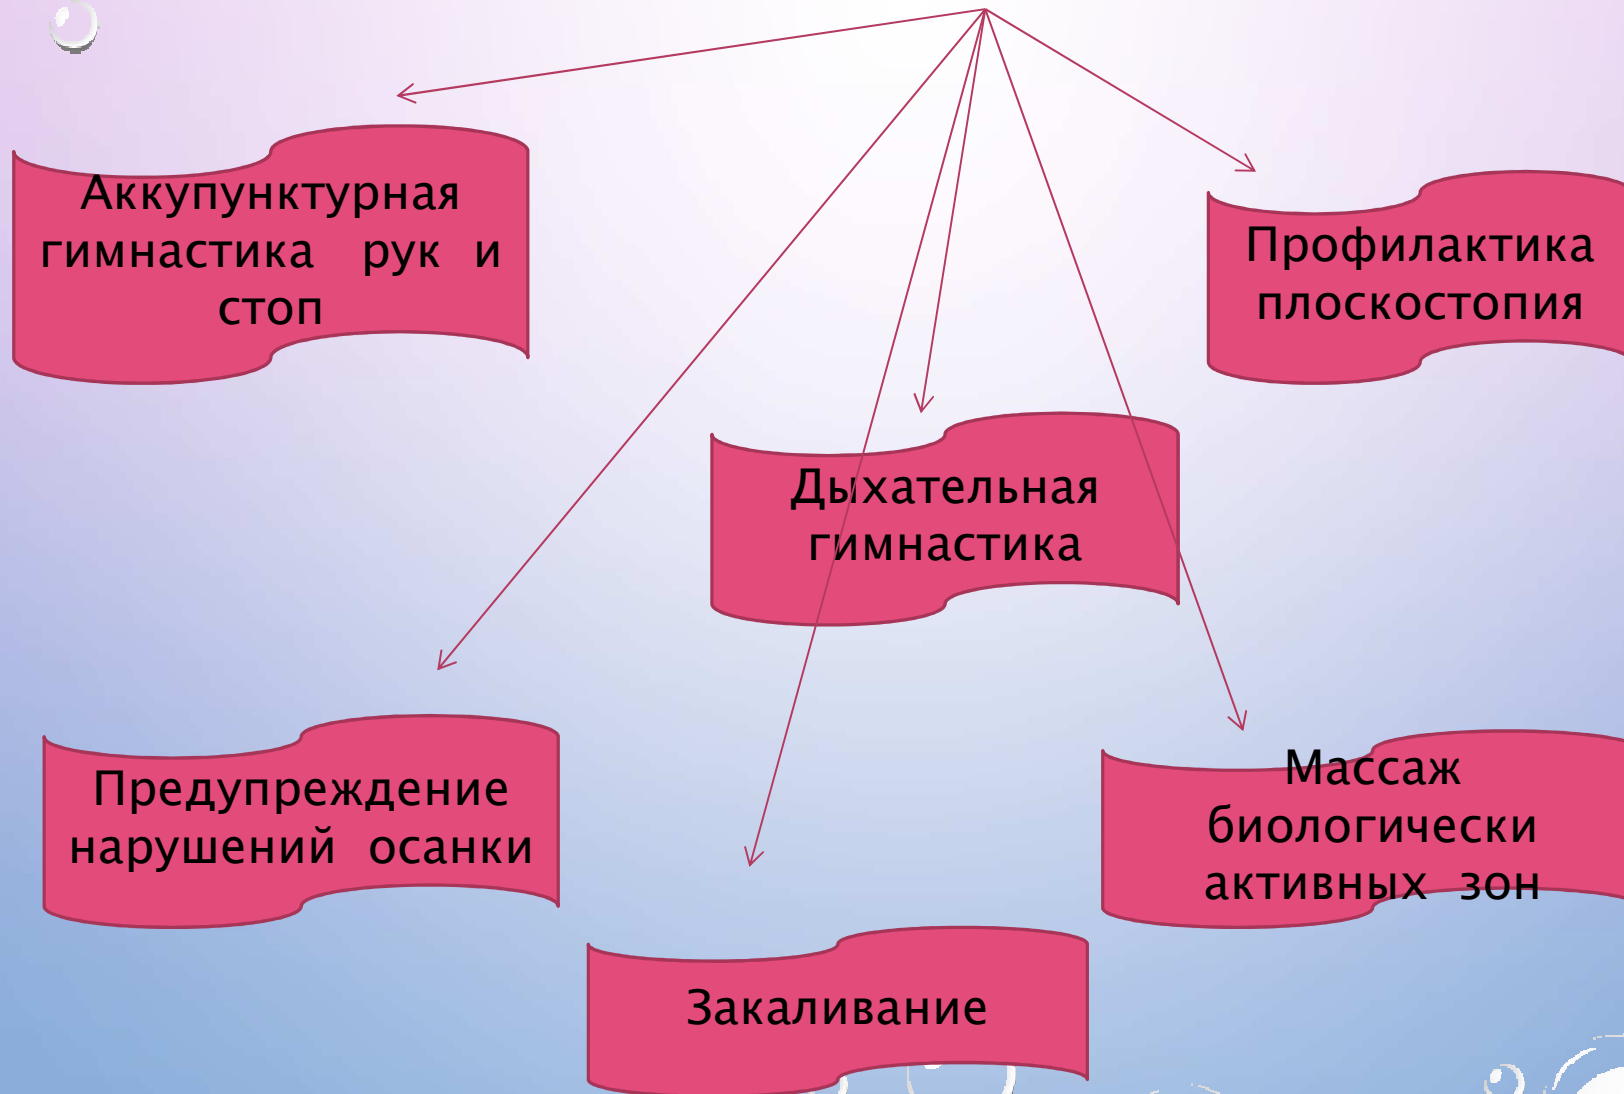 Аккупунктурная
гимнастика рук и
стоп
Профилактика
плоскостопия
Дыхательная
гимнастика
Предупреждение
нарушений осанки
Массаж
биологически
активных зон
Закаливание